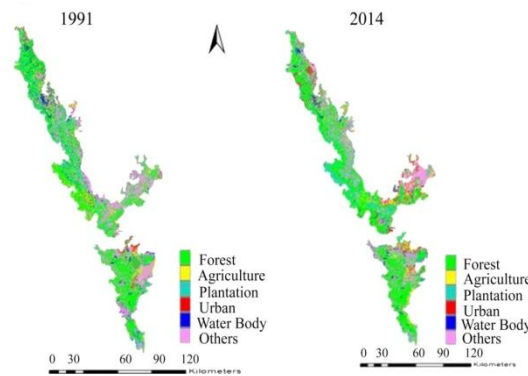 1991
2014
Forest
Agriculture
Plantation
Urban
Water Body
Others
0 30 60 90 120
Kilometers
Forest
Agriculture
Plantation
Urban
Water Body
Others
0 30 60 90 120
Kilometers